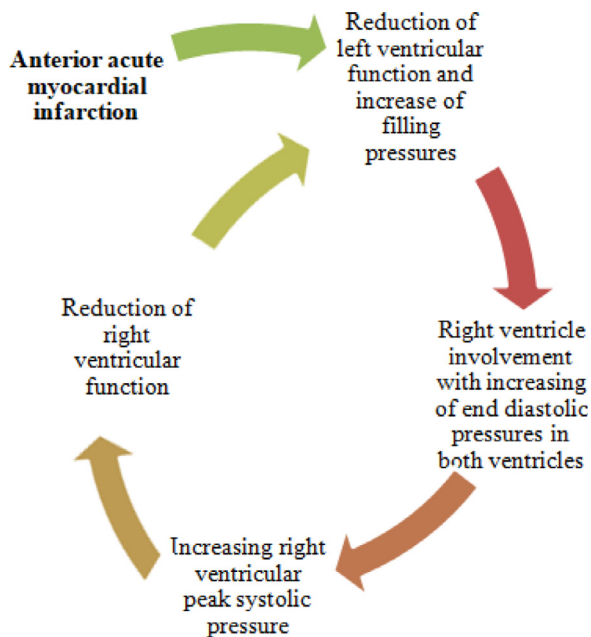 Anterior acute
myocardial
infarction
Reduction of
left ventricular
function and
increase of
filling
pressures
Right ventricle
involvement
with increasing
of end diastolic
pressures in
both ventricles
Increasing right
ventricular
peak systolic
pressure
Reduction of
right
ventricular
function